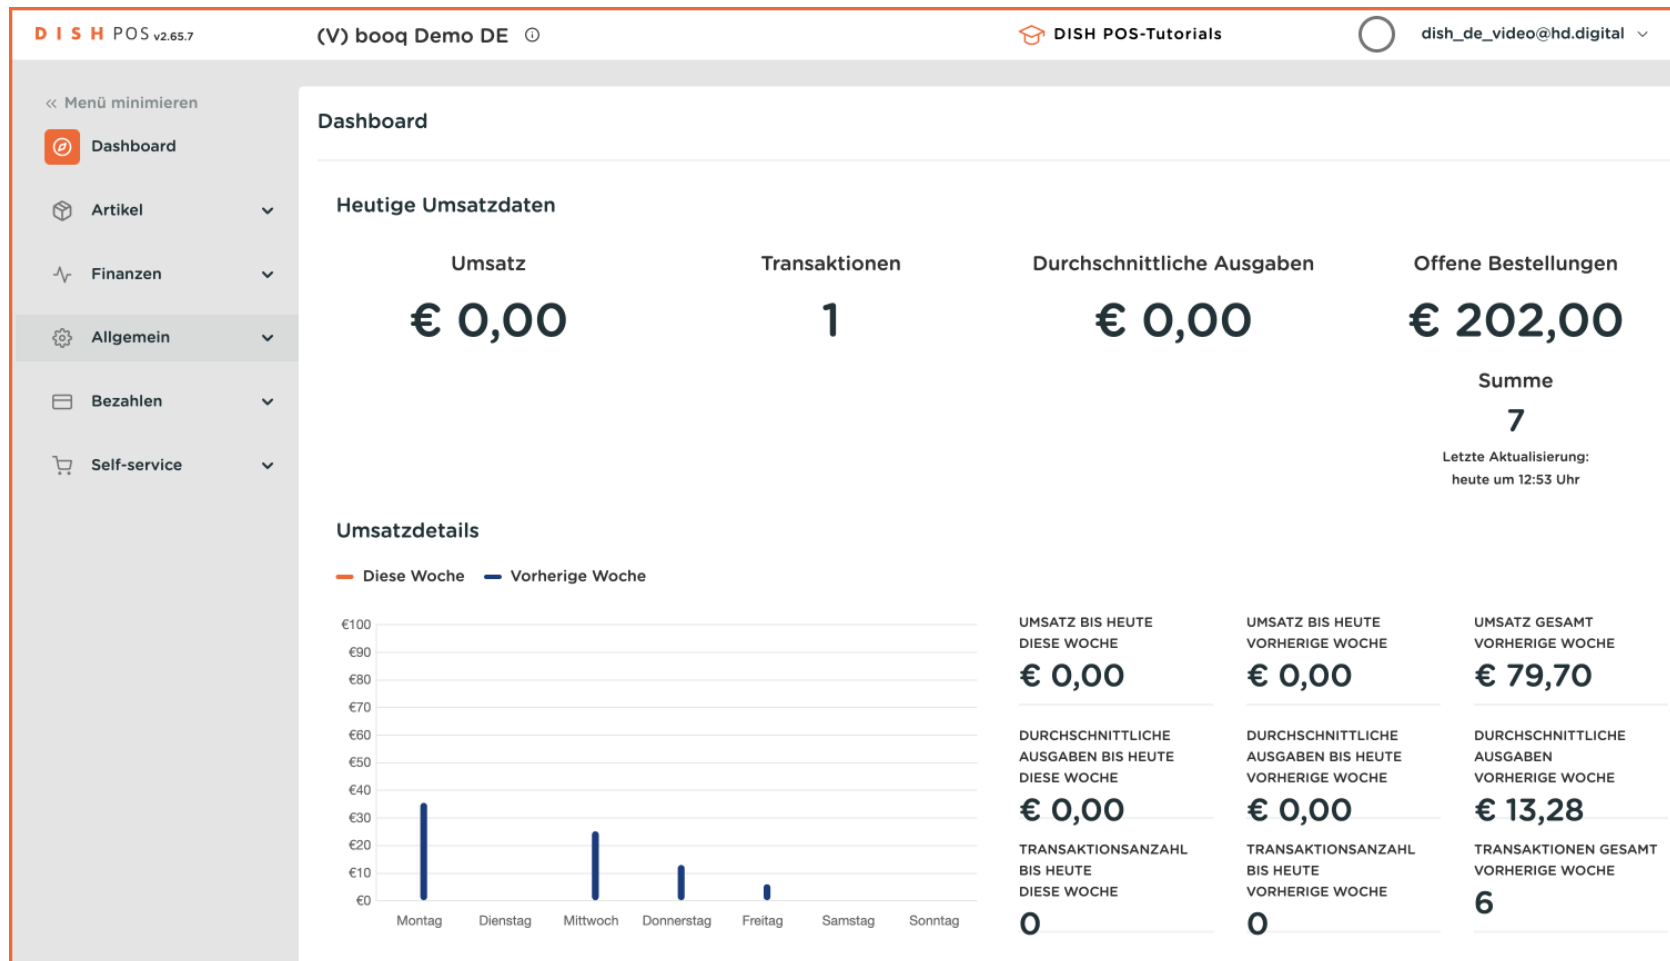 DISH POS v2.65.7
(V) booq Demo DE
DISH POS-Tutorials
dish_de_video@hd.digital
Menü minimieren
Dashboard
Artikel
Finanzen
Allgemein
Bezahlen
Self-service
Dashboard
Heutige Umsatzdaten
Umsatz
€ 0,00
Transaktionen
1
Durchschnittliche Ausgaben
€ 0,00
Offene Bestellungen
€ 202,00
Summe
7
Letzte Aktualisierung:
heute um 12:53 Uhr
Umsatzdetails
Diese Woche
Vorherige Woche
€100
€90
€80
€70
€60
€50
€40
€30
€20
€10
€0
Montag
Dienstag
Mittwoch
Donnerstag
Freitag
Samstag
Sonntag
UMSATZ BIS HEUTE
DIESE WOCHE
€ 0,00
UMSATZ BIS HEUTE
VORHERIGE WOCHE
€ 0,00
UMSATZ GESAMT
VORHERIGE WOCHE
€ 79,70
DURCHSCHNITTLICHE
AUSGABEN BIS HEUTE
DIESE WOCHE
€ 0,00
DURCHSCHNITTLICHE
AUSGABEN BIS HEUTE
VORHERIGE WOCHE
€ 0,00
DURCHSCHNITTLICHE
AUSGABEN
VORHERIGE WOCHE
€ 13,28
TRANSAKTIONSANZAHL
BIS HEUTE
DIESE WOCHE
0
TRANSAKTIONSANZAHL
BIS HEUTE
VORHERIGE WOCHE
0
TRANSAKTIONEN GESAMT
VORHERIGE WOCHE
6